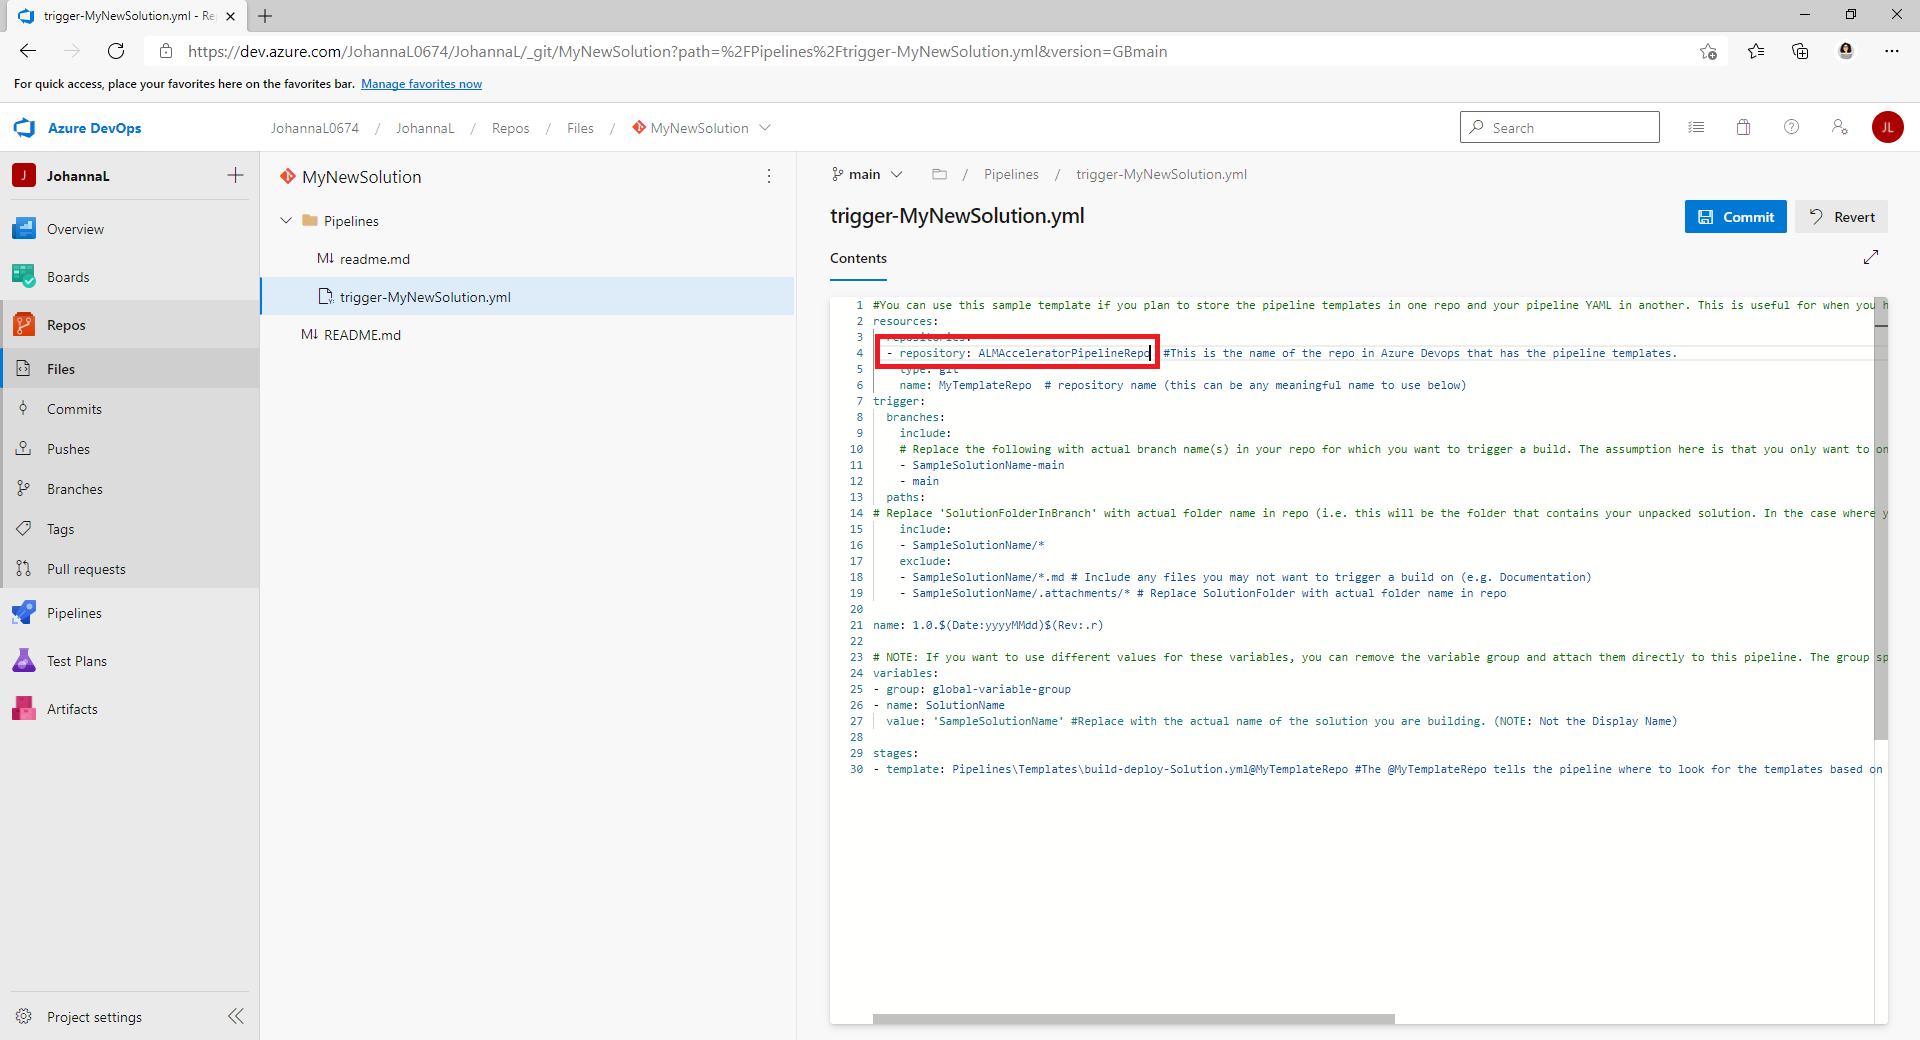 trigger-MyNewSolution.yml - Re
https://dev.azure.com/JohannaL0674/JohannaL/_git/MyNewSolution?path=%2FPipelines%2Ftrigger-MyNewSolution.yml&version=GBmain
For quick access, place your favorites here on the favorites bar. Manage favorites now
Azure DevOps
JohannaL0674 / JohannaL / Repos / Files / MyNewSolution
Search
JL
J JohannaL
Overview
Boards
Repos
Files
Commits
Pushes
Branches
Tags
Pull requests
Pipelines
Test Plans
Artifacts
Project settings
MyNewSolution
Pipelines
M↓ readme.md
trigger-MyNewSolution.yml
M↓ README.md
main / Pipelines / trigger-MyNewSolution.yml
trigger-MyNewSolution.yml
Commit
Revert
Contents
1 #You can use this sample template if you plan to store the pipeline templates in one repo and your pipeline YAML in another. This is useful for when you h
2 resources:
3 repositories:
4 - repository: ALMAcceleratorPipelineRepo #This is the name of the repo in Azure Devops that has the pipeline templates.
5 type: git
6 name: MyTemplateRepo # repository name (this can be any meaningful name to use below)
7 trigger:
8 branches:
9 include:
10 # Replace the following with actual branch name(s) in your repo for which you want to trigger a build. The assumption here is that you only want to on
11 - SampleSolutionName-main
12 - main
13 paths:
14 # Replace 'SolutionFolderInBranch' with actual folder name in repo (i.e. this will be the folder that contains your unpacked solution. In the case where y
15 include:
16 - SampleSolutionName/*
17 exclude:
18 - SampleSolutionName/*.md # Include any files you may not want to trigger a build on (e.g. Documentation)
19 - SampleSolutionName/.attachments/* # Replace SolutionFolder with actual folder name in repo
20
21 name: 1.0.$(Date:yyyyMMdd)$(Rev:.r)
22
23 # NOTE: If you want to use different values for these variables, you can remove the variable group and attach them directly to this pipeline. The group sp
24 variables:
25 - group: global-variable-group
26 - name: SolutionName
27 value: 'SampleSolutionName' #Replace with the actual name of the solution you are building. (NOTE: Not the Display Name)
28
29 stages:
30 - template: Pipelines\Templates\build-deploy-Solution.yml@MyTemplateRepo #The @MyTemplateRepo tells the pipeline where to look for the templates based on